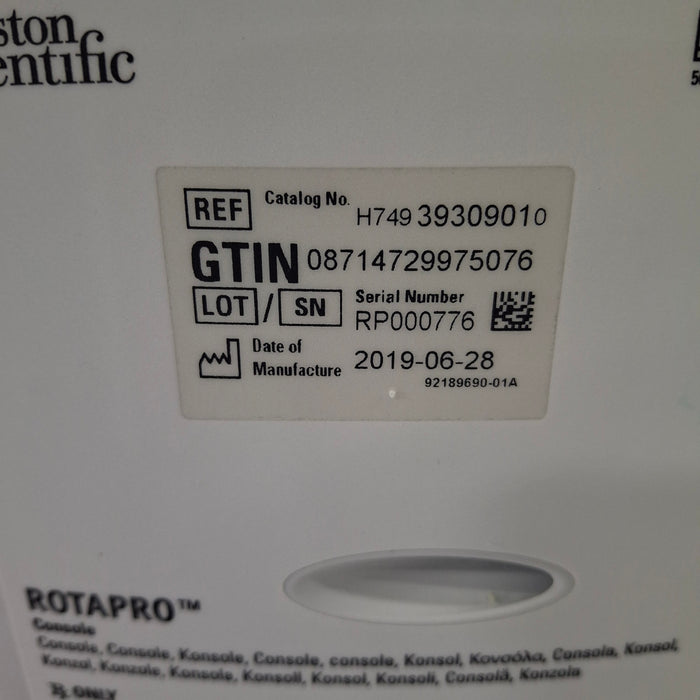 ston
entific
REF Catalog No. H749 39309010
GTIN 08714729975076
LOT / SN Serial Number RP000776
Date of Manufacture 2019-06-28
92189690-01A
ROTAPRO™
Console
Console, Console, Konsole, Console, console, Konsol, Κονσόλα, Consola, Konsol,
Konzol, Konzole, Konsole, Konsoll, Konsol, Konsoli, Consolă, Konzola
℞ ONLY